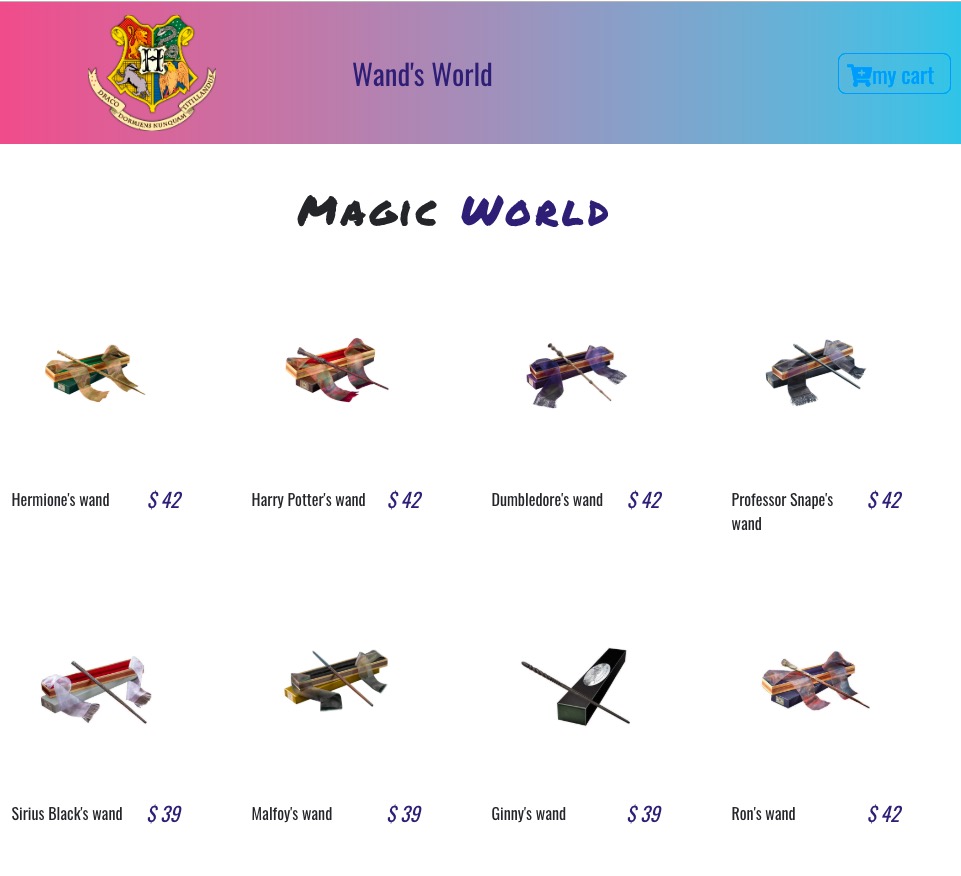 H
DRACO DORMIENS NUNQUAM TITILLANDUS
Wand's World
my cart
Magic World
Hermione's wand $ 42
Harry Potter's wand $ 42
Dumbledore's wand $ 42
Professor Snape's $ 42
wand
Sirius Black's wand $ 39
Malfoy's wand $ 39
Ginny's wand $ 39
Ron's wand $ 42